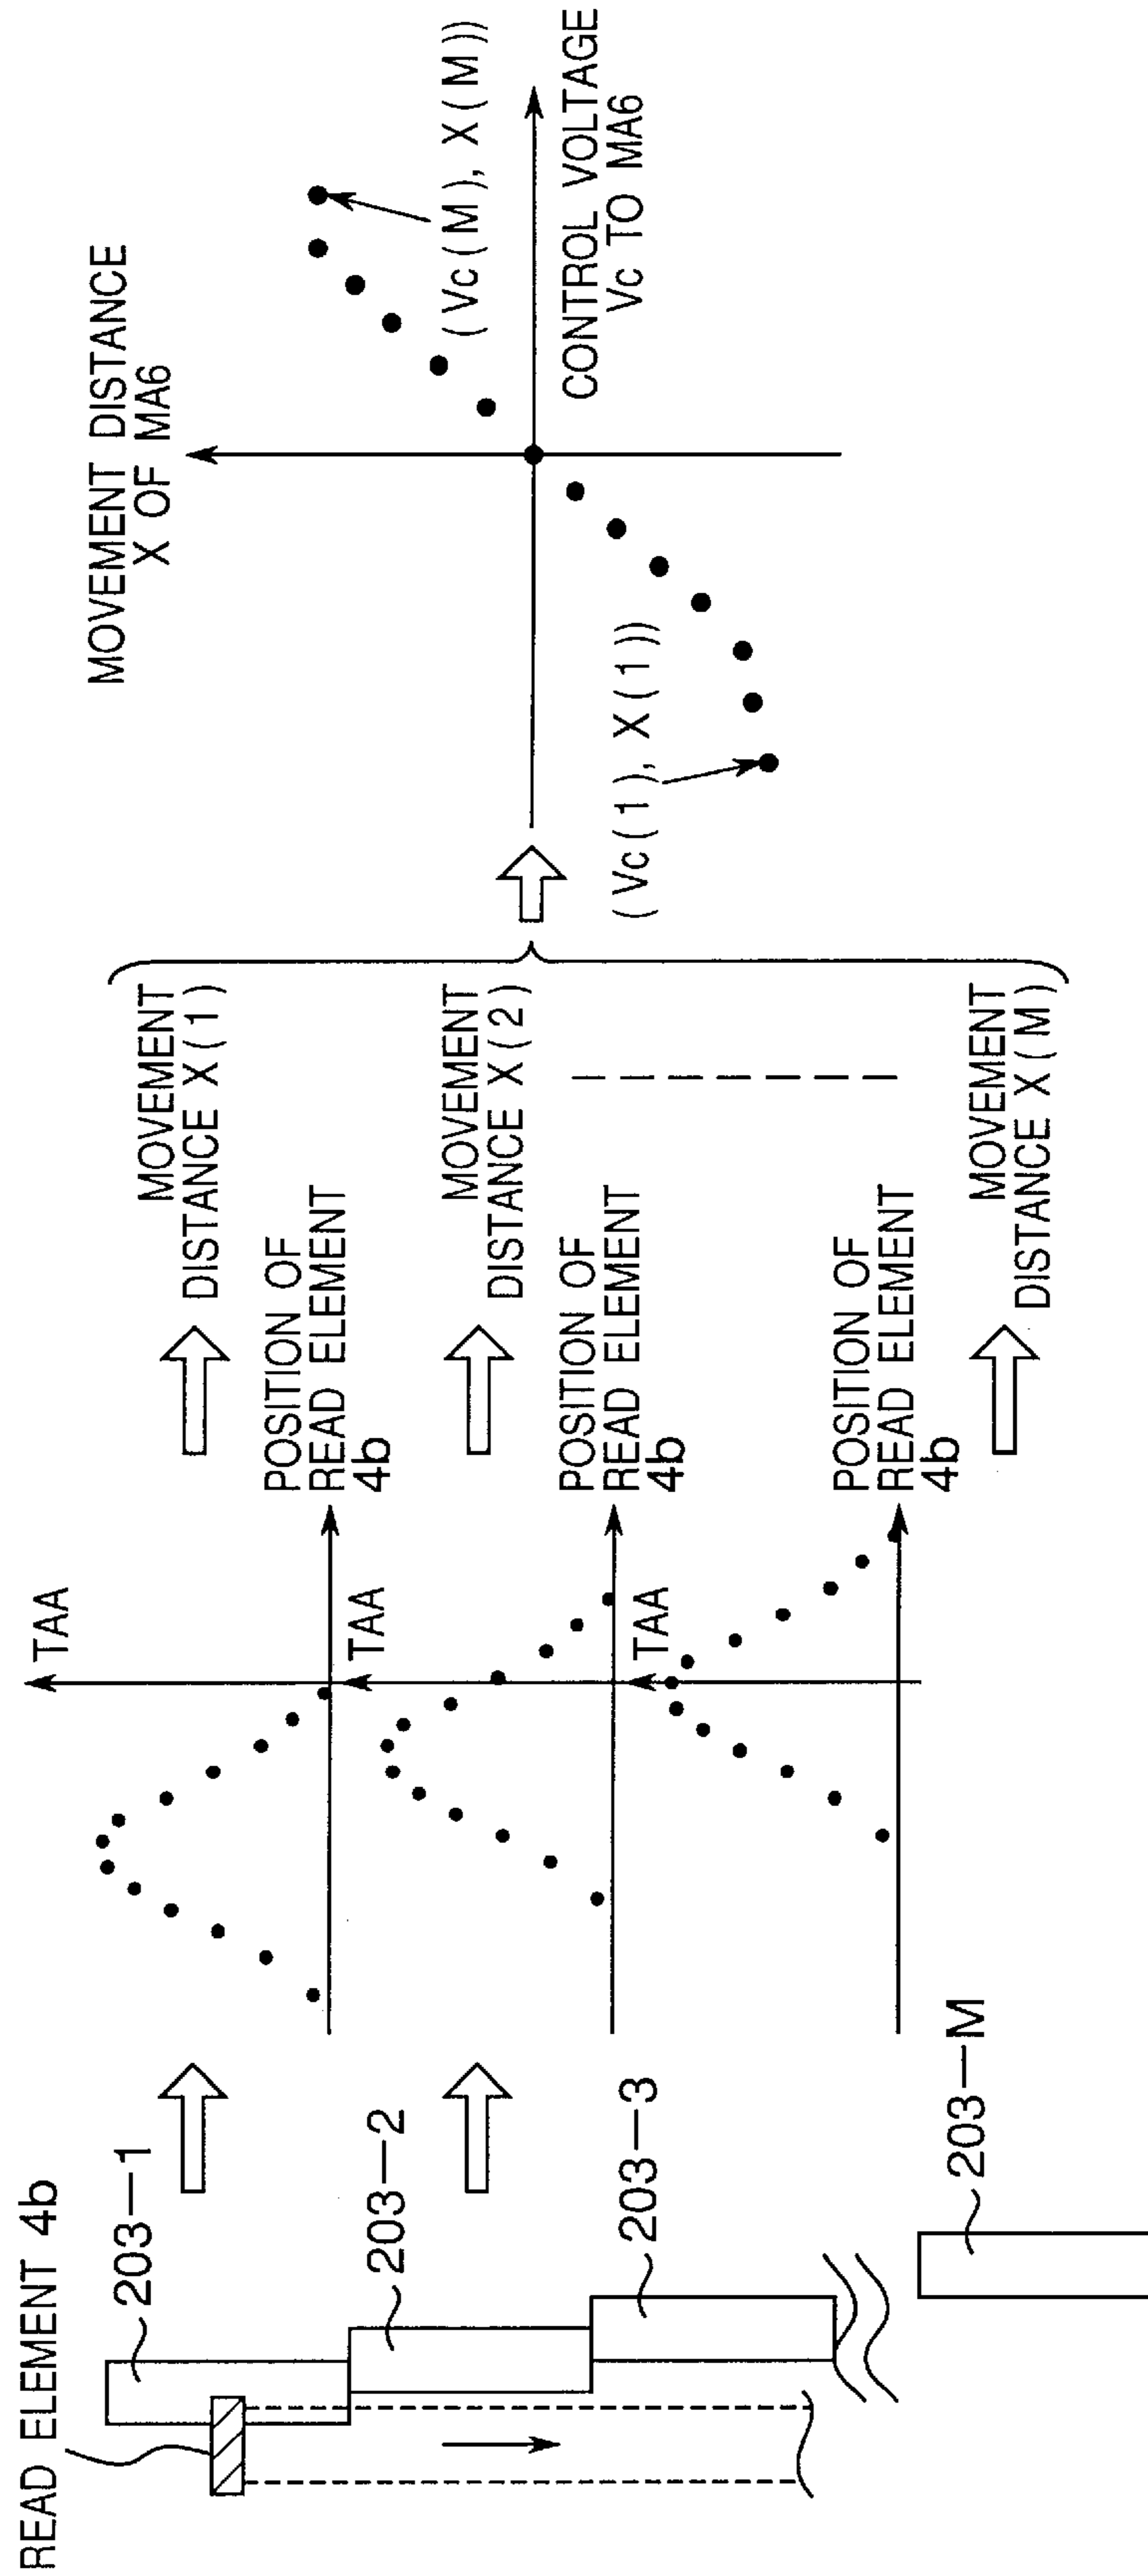 READ ELEMENT 4b
203-1
203-2
203-3
203-M
TAA
POSITION OF
READ ELEMENT
4b
TAA
POSITION OF
READ ELEMENT
4b
TAA
POSITION OF
READ ELEMENT
4b
MOVEMENT
DISTANCE X(1)
MOVEMENT
DISTANCE X(2)
MOVEMENT
DISTANCE X(M)
MOVEMENT DISTANCE
X OF MA6
(Vc(M), X(M))
CONTROL VOLTAGE
Vc TO MA6
(Vc(1), X(1))